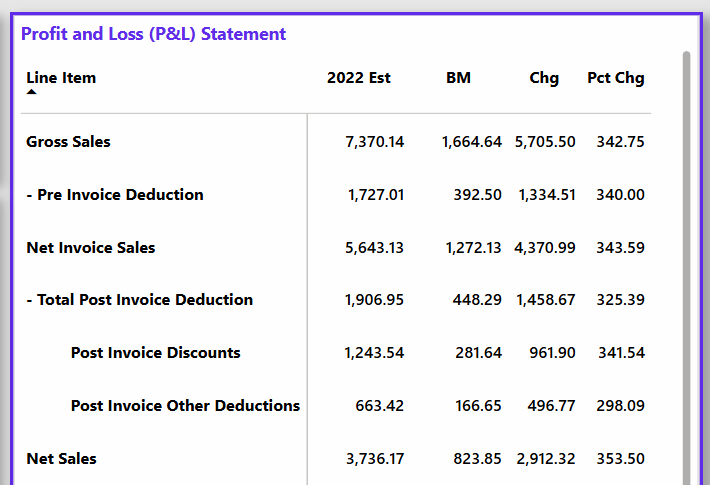 Profit and Loss (P&L) Statement
Line Item 2022 Est BM Chg Pct Chg
Gross Sales 7,370.14 1,664.64 5,705.50 342.75
- Pre Invoice Deduction 1,727.01 392.50 1,334.51 340.00
Net Invoice Sales 5,643.13 1,272.13 4,370.99 343.59
- Total Post Invoice Deduction 1,906.95 448.29 1,458.67 325.39
Post Invoice Discounts 1,243.54 281.64 961.90 341.54
Post Invoice Other Deductions 663.42 166.65 496.77 298.09
Net Sales 3,736.17 823.85 2,912.32 353.50